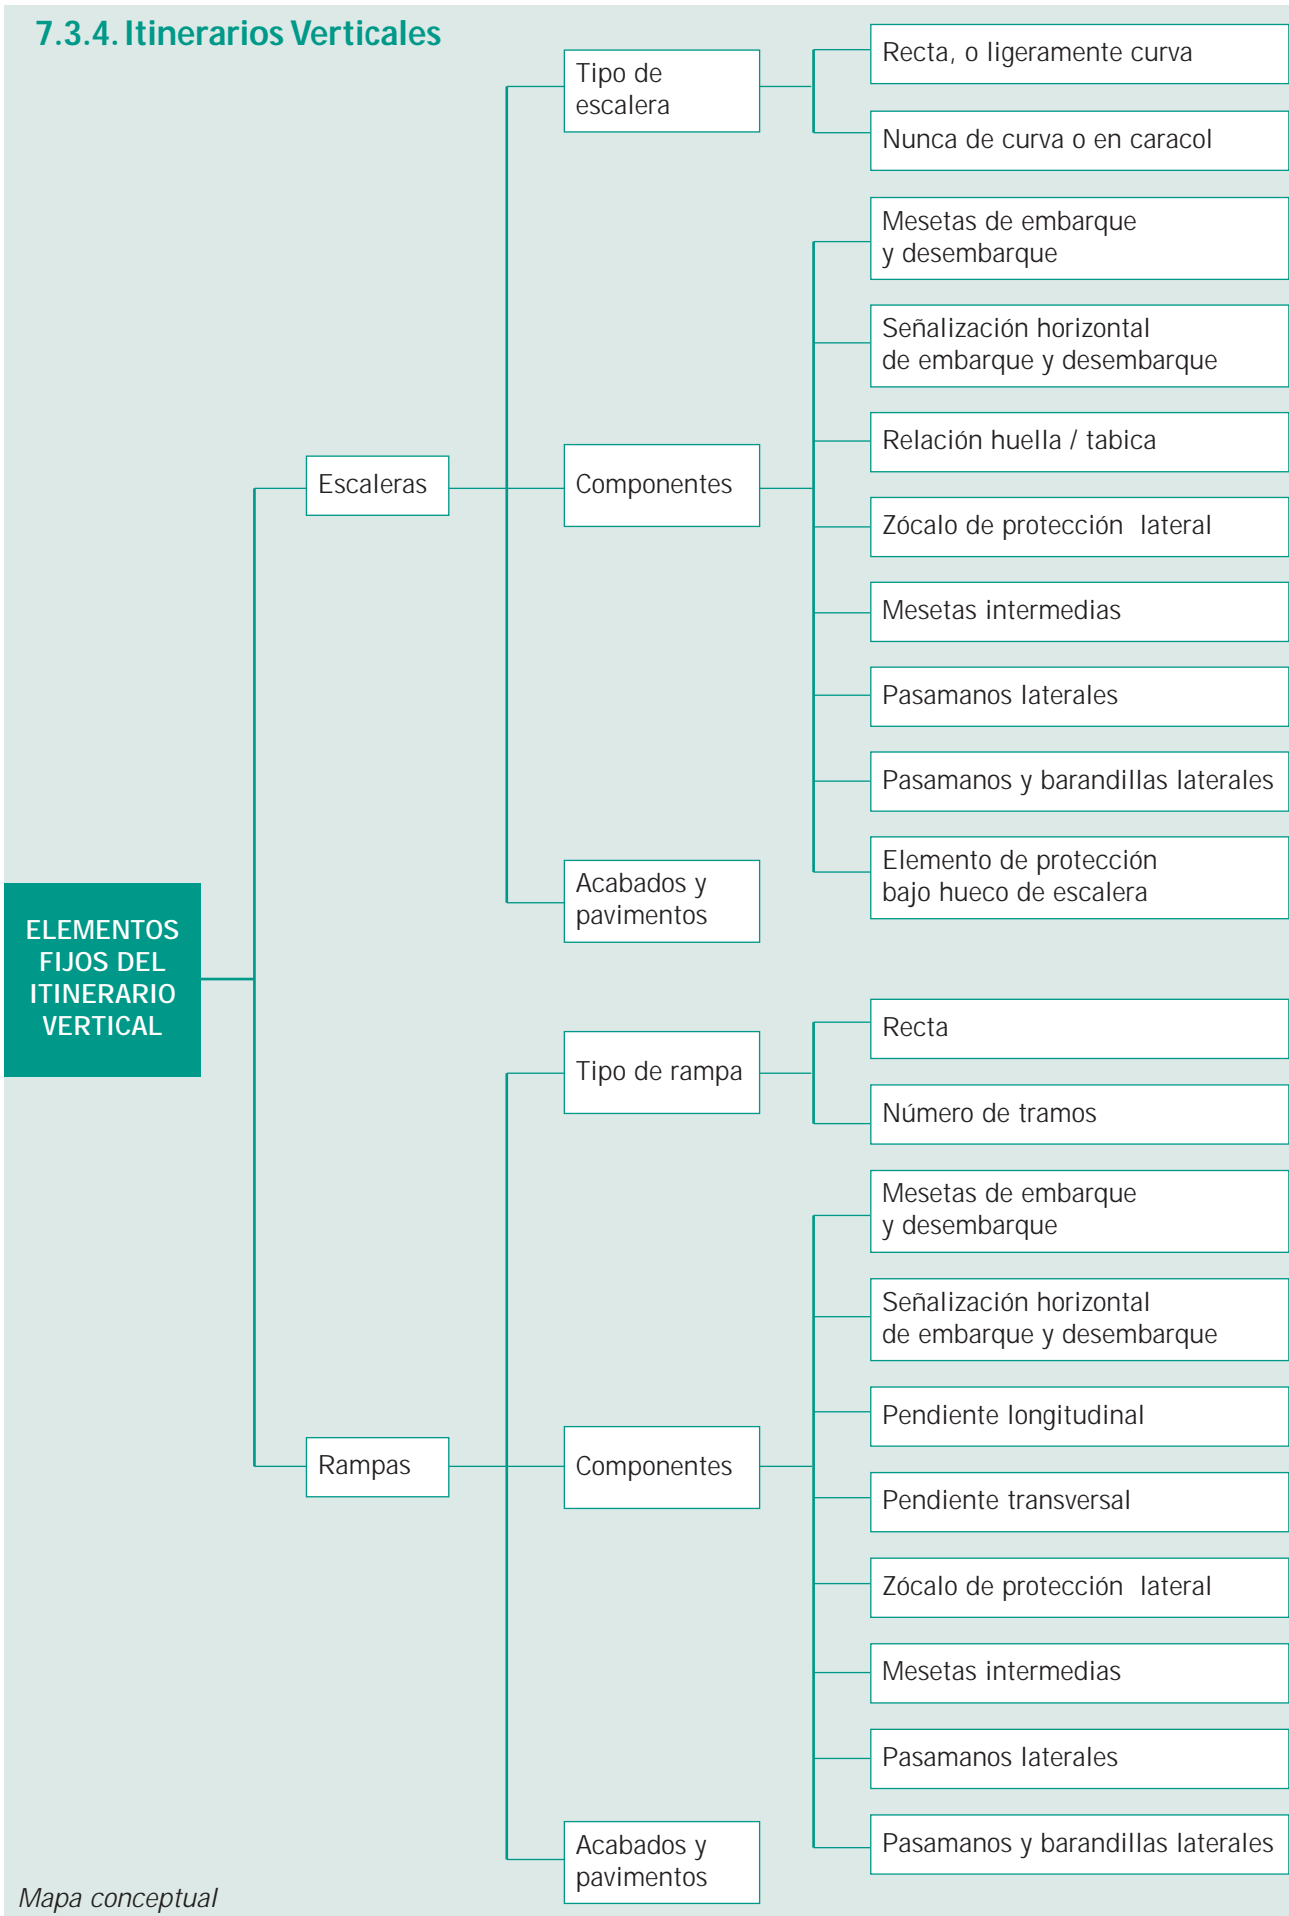 7.3.4. Itinerarios Verticales
ELEMENTOS
FIJOS DEL
ITINERARIO
VERTICAL
Escaleras
Tipo de
escalera
Recta, o ligeramente curva
Nunca de curva o en caracol
Componentes
Mesetas de embarque
y desembarque
Señalización horizontal
de embarque y desembarque
Relación huella / tabica
Zócalo de protección  lateral
Mesetas intermedias
Pasamanos laterales
Pasamanos y barandillas laterales
Elemento de protección
bajo hueco de escalera
Acabados y
pavimentos
Rampas
Tipo de rampa
Recta
Número de tramos
Componentes
Mesetas de embarque
y desembarque
Señalización horizontal
de embarque y desembarque
Pendiente longitudinal
Pendiente transversal
Zócalo de protección  lateral
Mesetas intermedias
Pasamanos laterales
Pasamanos y barandillas laterales
Acabados y
pavimentos
Mapa conceptual